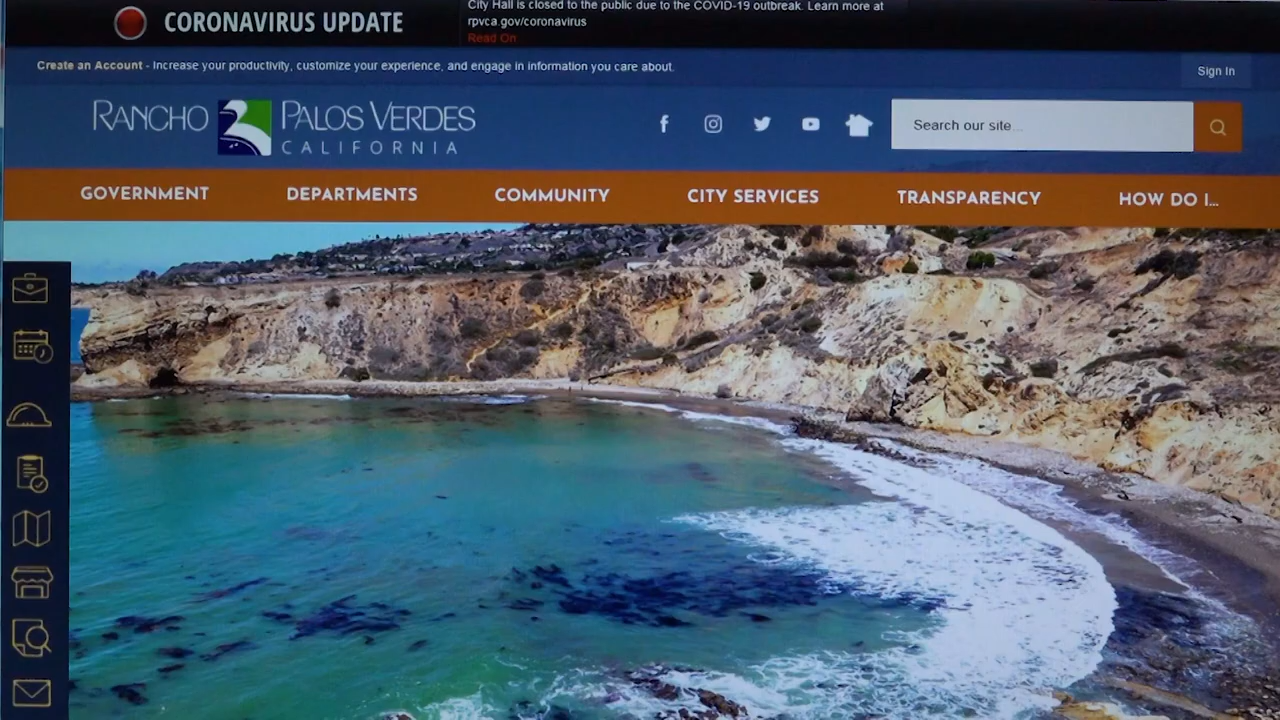 CORONAVIRUS UPDATE
City Hall is closed to the public due to the COVID-19 outbreak. Learn more at
rpvca.gov/coronavirus
Read On
Create an Account - Increase your productivity, customize your experience, and engage in information you care about.
Sign In
RANCHO PALOS VERDES
CALIFORNIA
Search our site...
GOVERNMENT DEPARTMENTS COMMUNITY CITY SERVICES TRANSPARENCY HOW DO I...